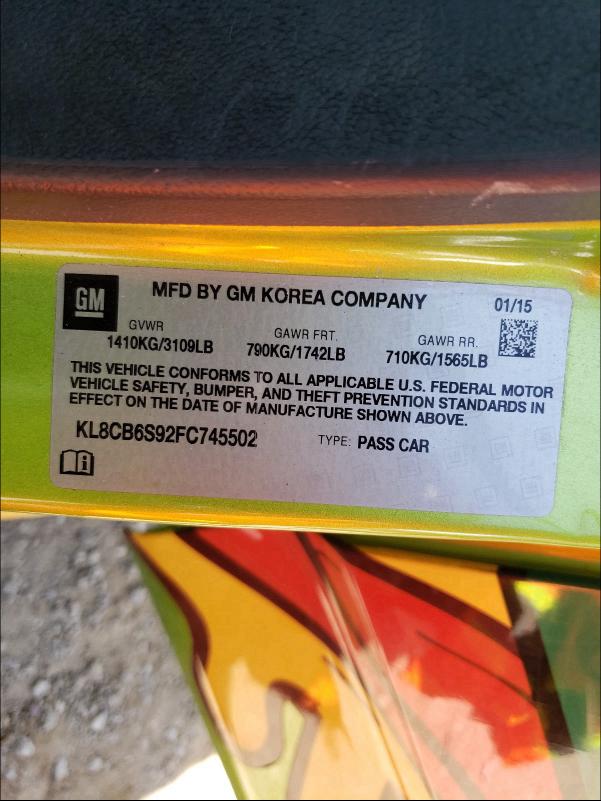 GM
MFD BY GM KOREA COMPANY
01/15
GVWR
1410KG/3109LB
GAWR FRT.
790KG/1742LB
GAWR RR.
710KG/1565LB
THIS VEHICLE CONFORMS TO ALL APPLICABLE U.S. FEDERAL MOTOR
VEHICLE SAFETY, BUMPER, AND THEFT PREVENTION STANDARDS IN
EFFECT ON THE DATE OF MANUFACTURE SHOWN ABOVE.
KL8CB6S92FC745502
TYPE: PASS CAR